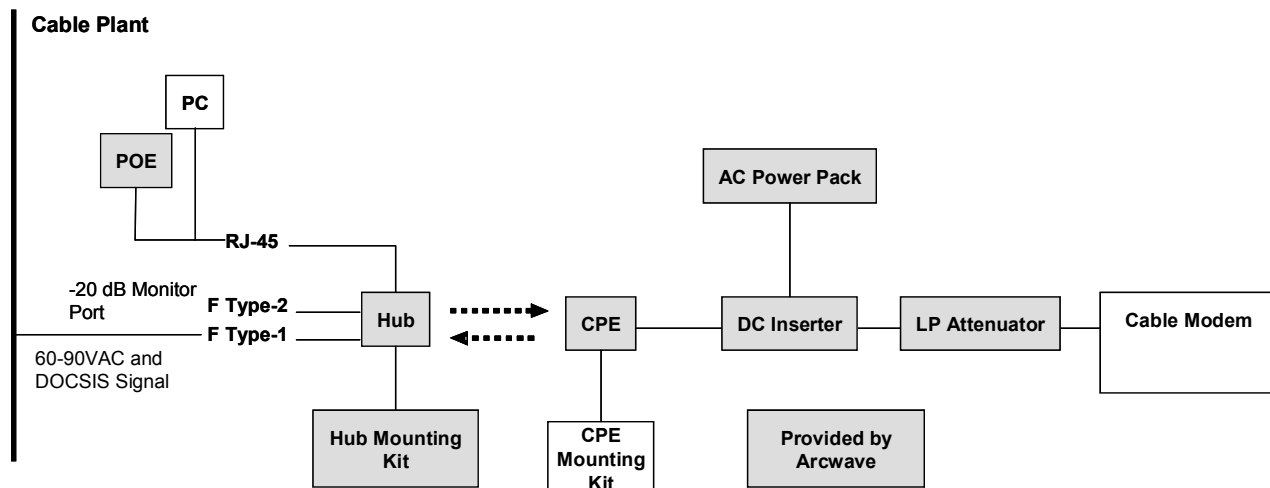 Cable Plant
PC
POE
AC Power Pack
RJ-45
-20 dB Monitor
Port
F Type-2
F Type-1
Hub
CPE
DC Inserter
LP Attenuator
Cable Modem
60-90VAC and
DOCSIS Signal
Hub Mounting
Kit
CPE
Mounting
Kit
Provided by
Arcwave